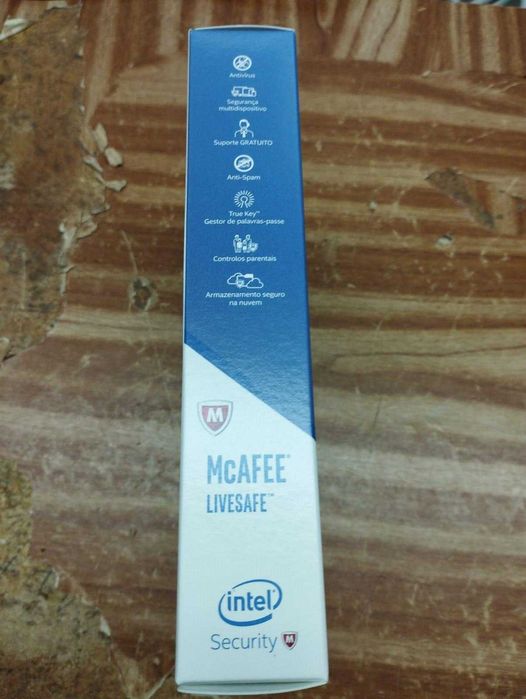 Antivírus
Segurança
multidispositivo
Suporte GRATUITO
Anti-Spam
True Key™
Gestor de palavras-passe
Controlos parentais
Armazenamento seguro
na nuvem
M
McAFEE®
LIVESAFE™
intel®
Security M